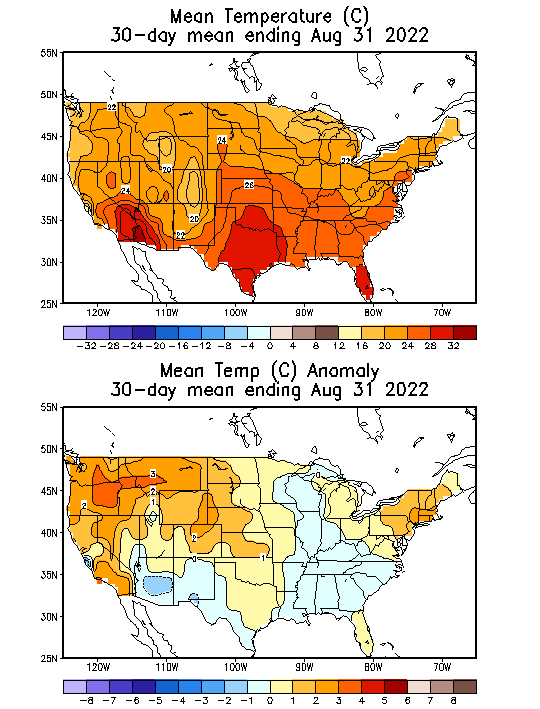 Mean Temperature (C)
30-day mean ending Aug 31 2022
55N
50N
45N
40N
35N
30N
25N
22
24
22
20
26
24
20
22
120W 110W 100W 90W 80W 70W
-32 -28 -24 -20 -16 -12 -8 -4 0 4 8 12 16 20 24 28 32
Mean Temp (C) Anomaly
30-day mean ending Aug 31 2022
55N
50N
45N
40N
35N
30N
25N
3
2
1
2
2
1
0
0
120W 110W 100W 90W 80W 70W
-8 -7 -6 -5 -4 -3 -2 -1 0 1 2 3 4 5 6 7 8